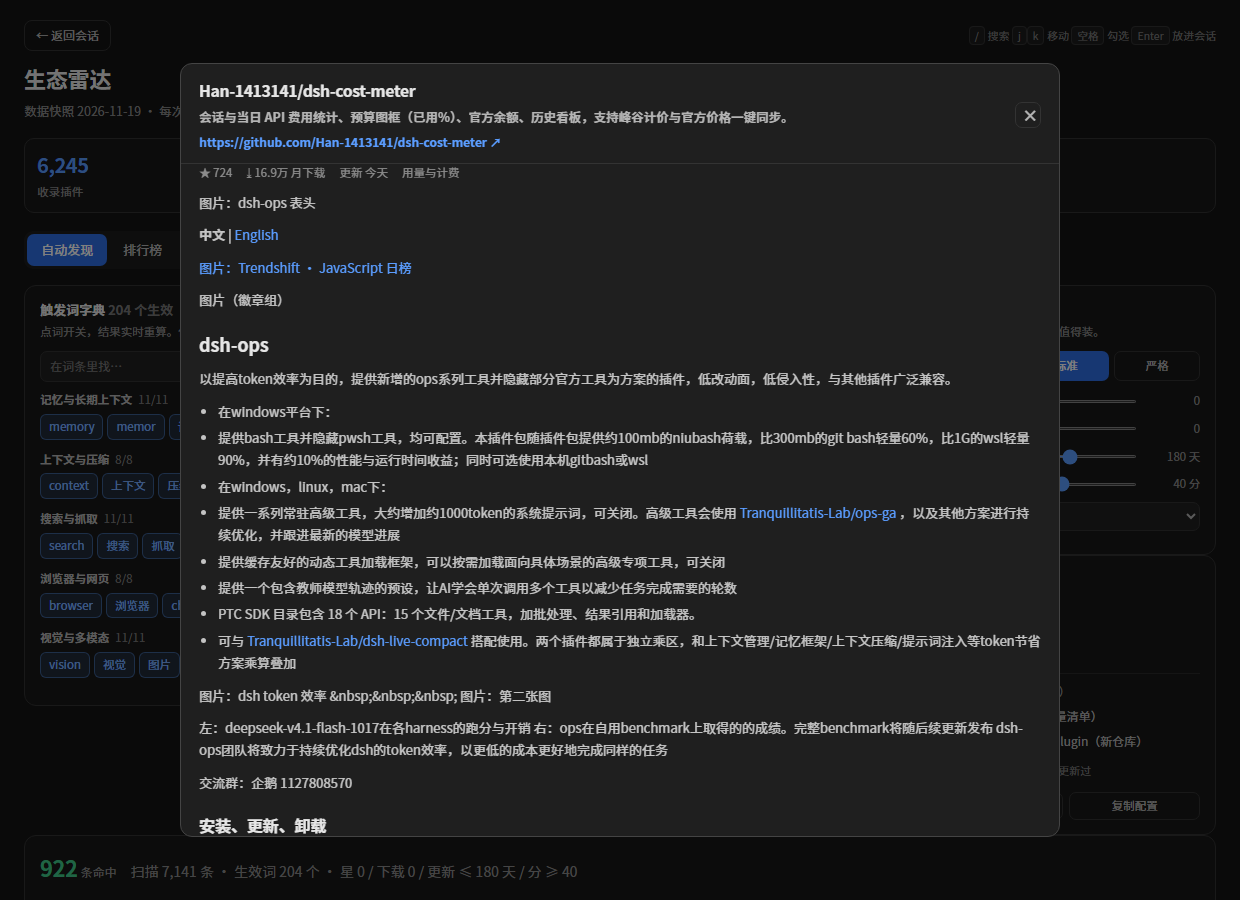 ← 返回会话
/ 搜索 j k 移动 空格 勾选 Enter 放进会话
生态雷达
数据快照 2026-11-19 · 每次
6,245
收录插件
自动发现 排行榜
触发词字典 204 个生效
点词开关，结果实时重算。
在词条里找…
记忆与长期上下文 11/11
memory memor
上下文与压缩 8/8
context 上下文 压
搜索与抓取 11/11
search 搜索 抓取
浏览器与网页 8/8
browser 浏览器 cl
视觉与多模态 11/11
vision 视觉 图片
Han-1413141/dsh-cost-meter
会话与当日 API 费用统计、预算图框（已用%）、官方余额、历史看板，支持峰谷计价与官方价格一键同步。
https://github.com/Han-1413141/dsh-cost-meter ↗
✕
★ 724 ↓16.9万 月下载 更新 今天 用量与计费
图片：dsh-ops 表头
中文 | English
图片：Trendshift · JavaScript 日榜
图片（徽章组）
dsh-ops
以提高token效率为目的，提供新增的ops系列工具并隐藏部分官方工具为方案的插件，低改动面，低侵入性，与其他插件广泛兼容。
• 在windows平台下：
• 提供bash工具并隐藏pwsh工具，均可配置。本插件包随插件包提供约100mb的niubash荷载，比300mb的git bash轻量60%，比1G的wsl轻量
90%，并有约10%的性能与运行时间收益；同时可选使用本机gitbash或wsl
• 在windows，linux，mac下：
• 提供一系列常驻高级工具，大约增加约1000token的系统提示词，可关闭。高级工具会使用 Tranquillitatis-Lab/ops-ga ，以及其他方案进行持
续优化，并跟进最新的模型进展
• 提供缓存友好的动态工具加载框架，可以按需加载面向具体场景的高级专项工具，可关闭
• 提供一个包含教师模型轨迹的预设，让AI学会单次调用多个工具以减少任务完成需要的轮数
• PTC SDK 目录包含 18 个 API：15 个文件/文档工具，加批处理、结果引用和加载器。
• 可与 Tranquillitatis-Lab/dsh-live-compact 搭配使用。两个插件都属于独立乘区，和上下文管理/记忆框架/上下文压缩/提示词注入等token节省
方案乘算叠加
图片：dsh token 效率 &nbsp;&nbsp;&nbsp; 图片：第二张图
左：deepseek-v4.1-flash-1017在各harness的跑分与开销 右：ops在自用benchmark上取得的的成绩。完整benchmark将随后续更新发布 dsh-
ops团队将致力于持续优化dsh的token效率，以更低的成本更好地完成同样的任务
交流群：企鹅 1127808570
安装、更新、卸载
值得装。
标准 严格
0
0
180 天
40 分
量清单）
lugin（新仓库）
更新过
复制配置
922 条命中 扫描 7,141 条 · 生效词 204 个 · 星 0 / 下载 0 / 更新 ≤ 180 天 / 分 ≥ 40